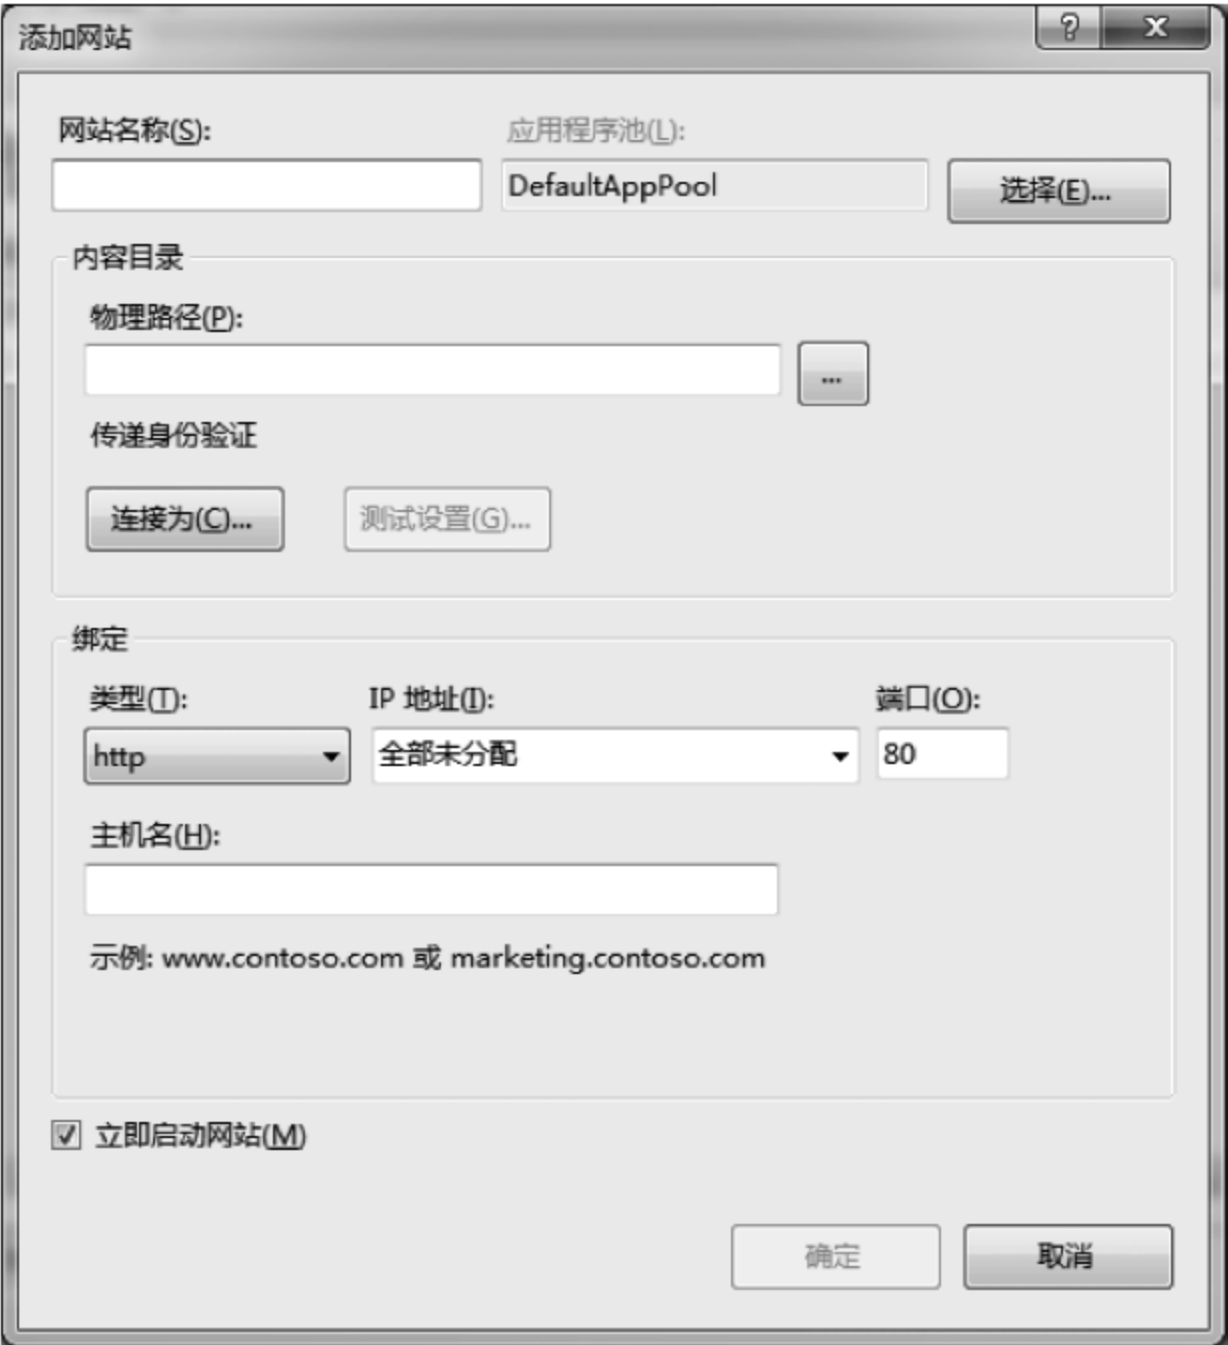 添加网站
网站名称(S):
应用程序池(L):
DefaultAppPool
选择(E)...
内容目录
物理路径(P):
...
传递身份验证
连接为(C)...
测试设置(G)...
绑定
类型(T):
IP 地址(I):
端口(O):
http
全部未分配
80
主机名(H):
示例: www.contoso.com 或 marketing.contoso.com
立即启动网站(M)
确定
取消